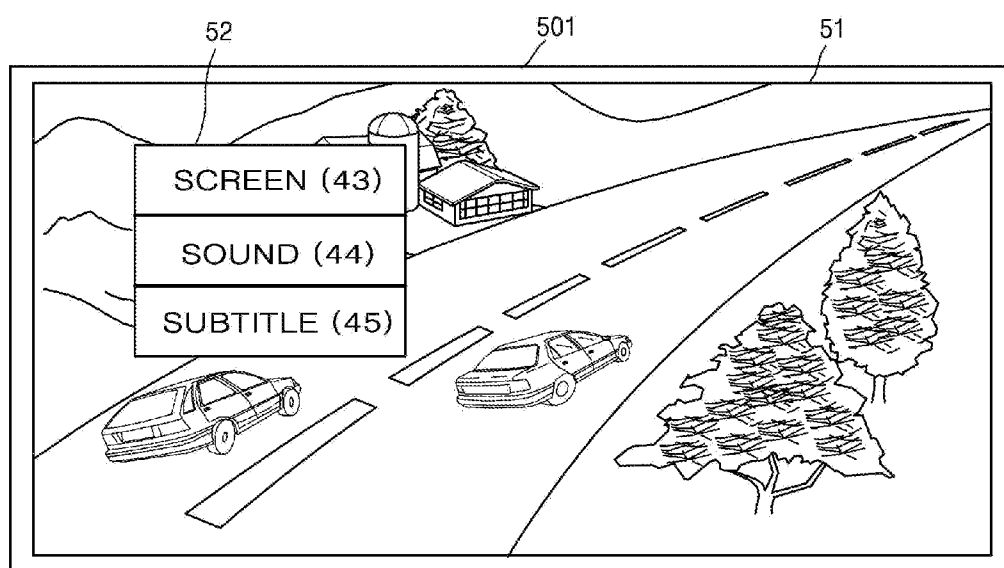 52
501
51
SCREEN (43)
SOUND (44)
SUBTITLE (45)